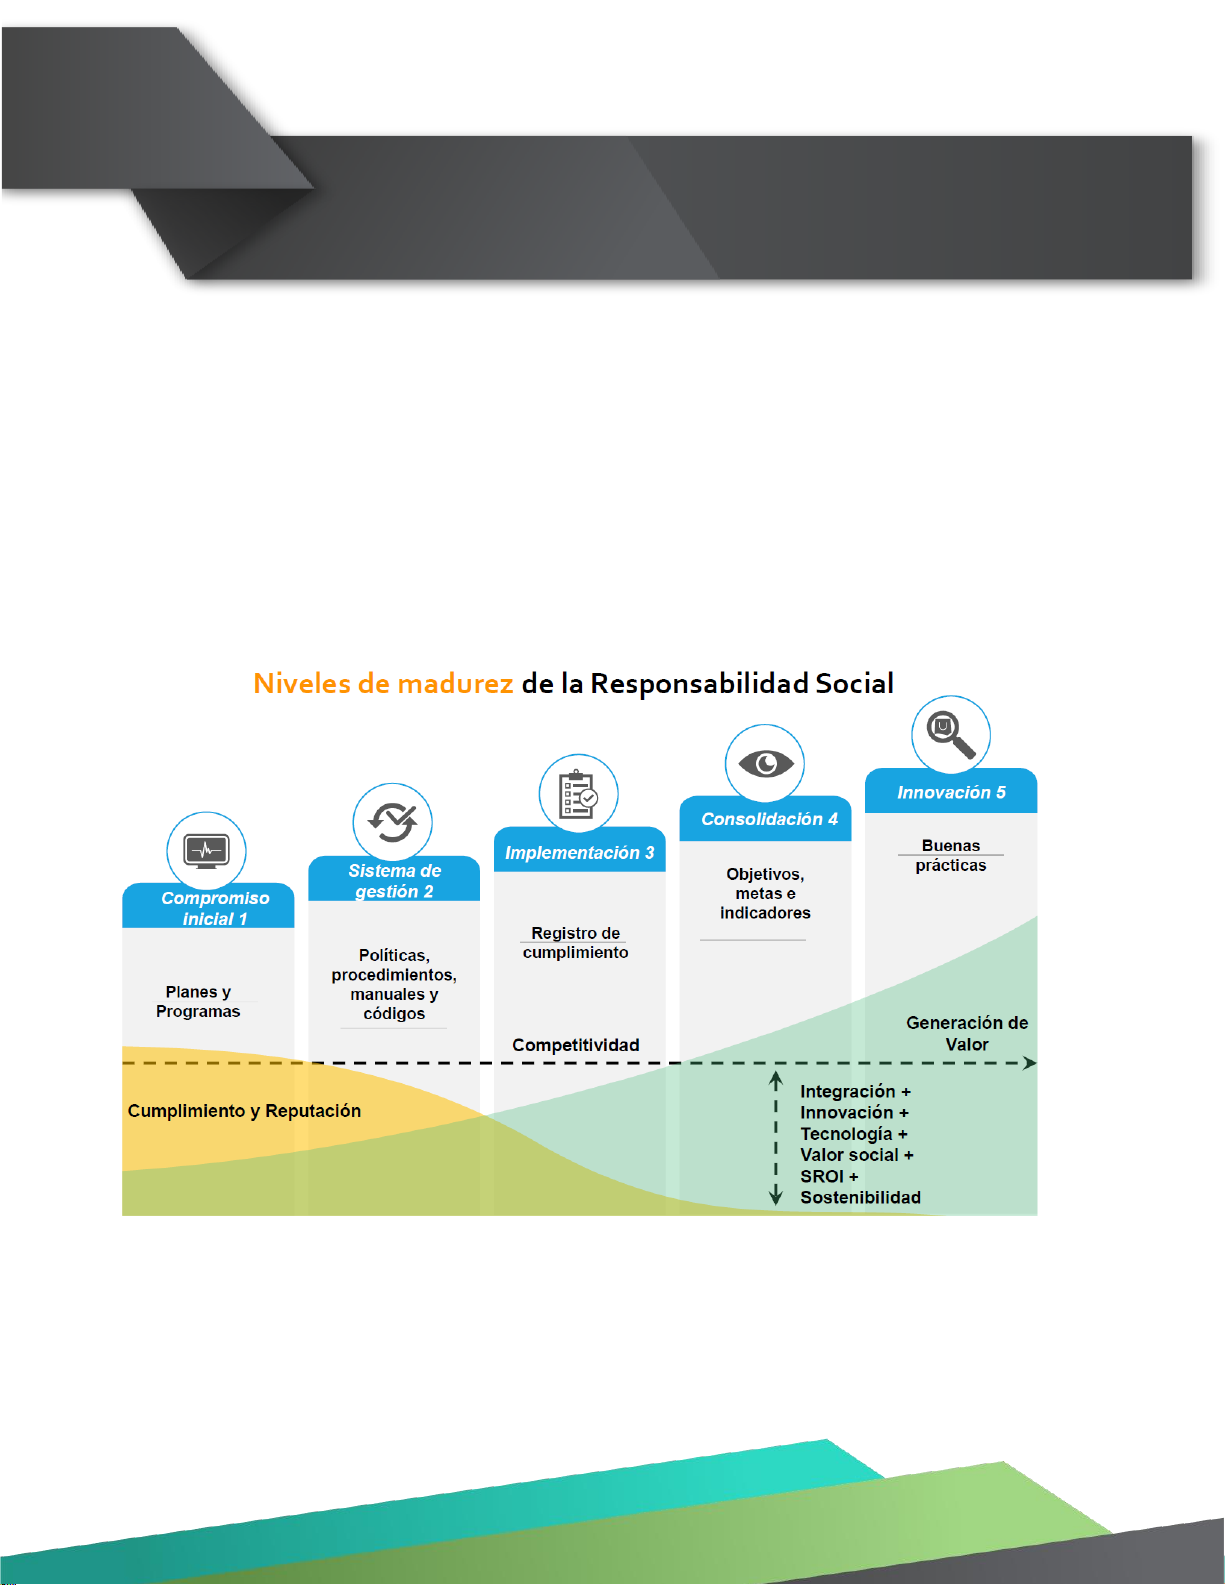 Niveles de madurez de la Responsabilidad Social
Compromiso
inicial 1
Planes y
Programas
Sistema de
gestión 2
Políticas,
procedimientos,
manuales y
códigos
Implementación 3
Registro de
cumplimiento
Consolidación 4
Objetivos,
metas e
indicadores
Innovación 5
Buenas
prácticas
Competitividad
Generación de
Valor
Cumplimiento y Reputación
Integración +
Innovación +
Tecnología +
Valor social +
SROI +
Sostenibilidad